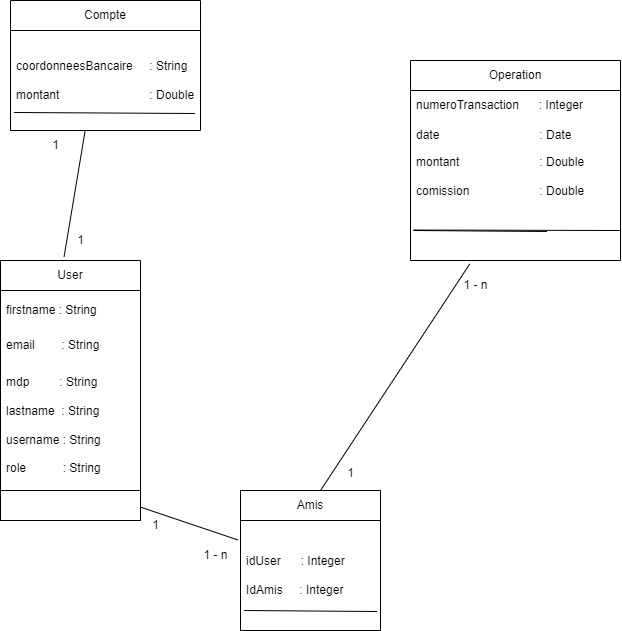 Compte
coordonneesBancaire : String
montant : Double
1
1
User
firstname : String
email : String
mdp : String
lastname : String
username : String
role : String
1
1 - n
Amis
idUser : Integer
IdAmis : Integer
1
1 - n
Operation
numeroTransaction : Integer
date : Date
montant : Double
comission : Double